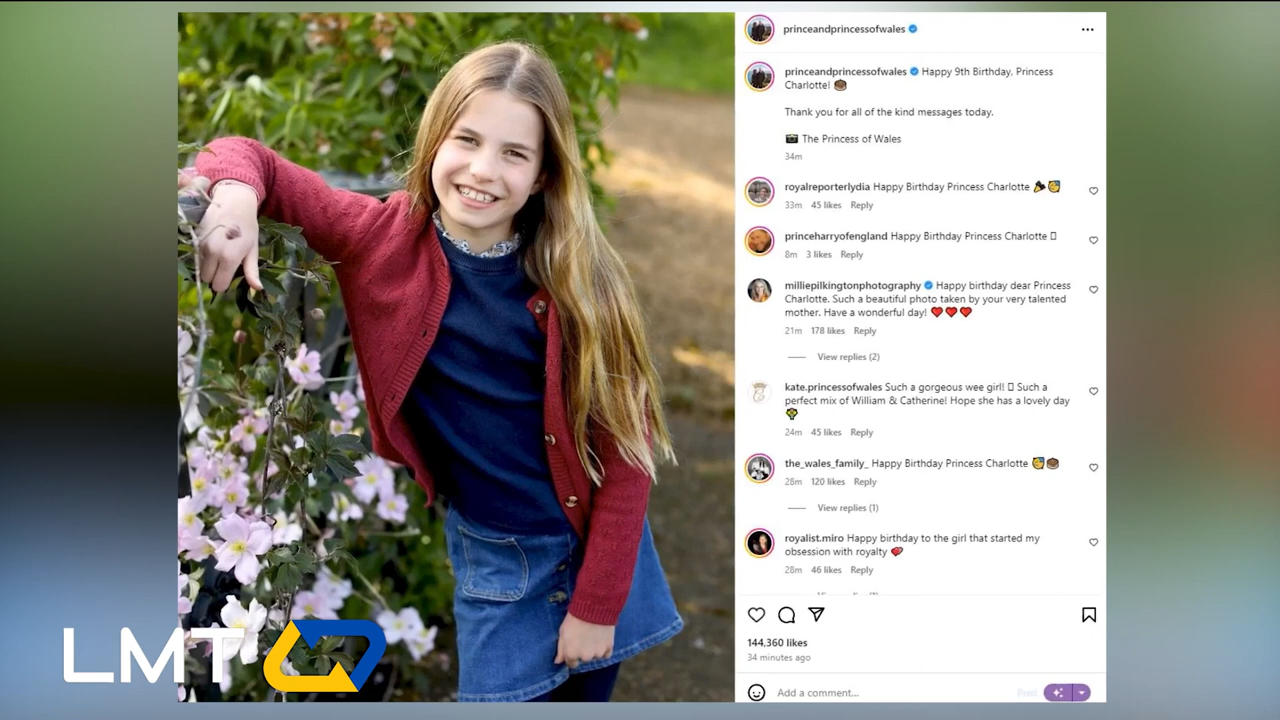 princeandprincessofwales
princeandprincessofwales Happy 9th Birthday, Princess
Charlotte!
Thank you for all of the kind messages today.
The Princess of Wales
34m
royalreporterlydia Happy Birthday Princess Charlotte
33m 45 likes Reply
princeharryofengland Happy Birthday Princess Charlotte
8m 3 likes Reply
milliepilkingtonphotography Happy birthday dear Princess
Charlotte. Such a beautiful photo taken by your very talented
mother. Have a wonderful day!
21m 178 likes Reply
View replies (2)
kate.princessofwales Such a gorgeous wee girl! Such a
perfect mix of William & Catherine! Hope she has a lovely day
24m 45 likes Reply
the_wales_family_ Happy Birthday Princess Charlotte
28m 120 likes Reply
View replies (1)
royalist.miro Happy birthday to the girl that started my
obsession with royalty
28m 46 likes Reply
144,360 likes
34 minutes ago
Add a comment...
LMT